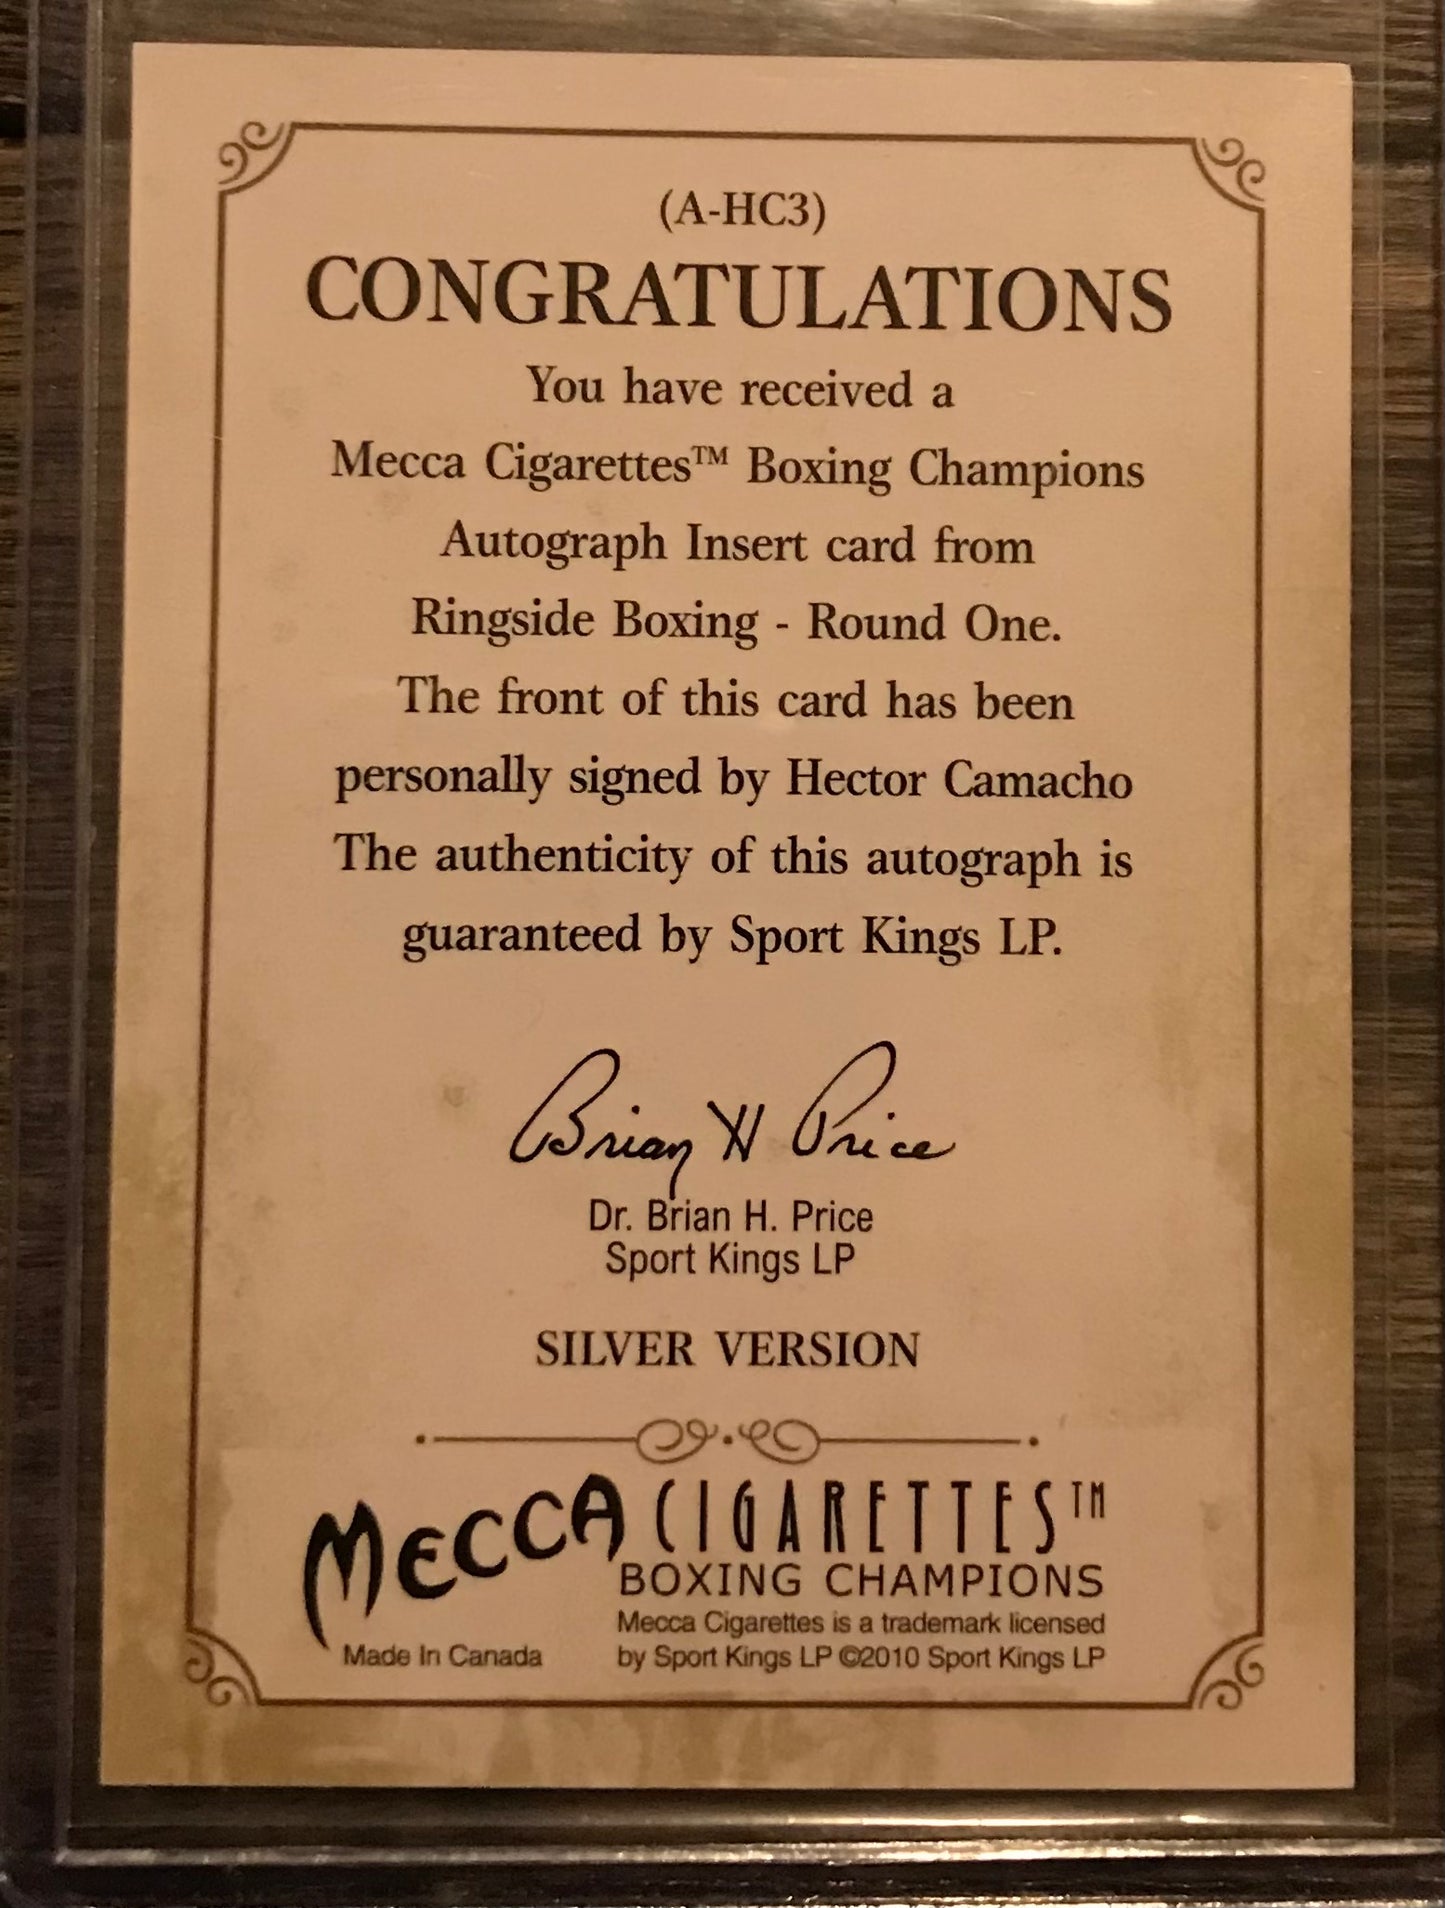 (A-HC3)
CONGRATULATIONS
You have received a
Mecca Cigarettes™ Boxing Champions
Autograph Insert card from
Ringside Boxing - Round One.
The front of this card has been
personally signed by Hector Camacho
The authenticity of this autograph is
guaranteed by Sport Kings LP.
Brian H Price
Dr. Brian H. Price
Sport Kings LP
SILVER VERSION
MECCA CIGARETTES™
BOXING CHAMPIONS
Mecca Cigarettes is a trademark licensed
Made In Canada by Sport Kings LP ©2010 Sport Kings LP